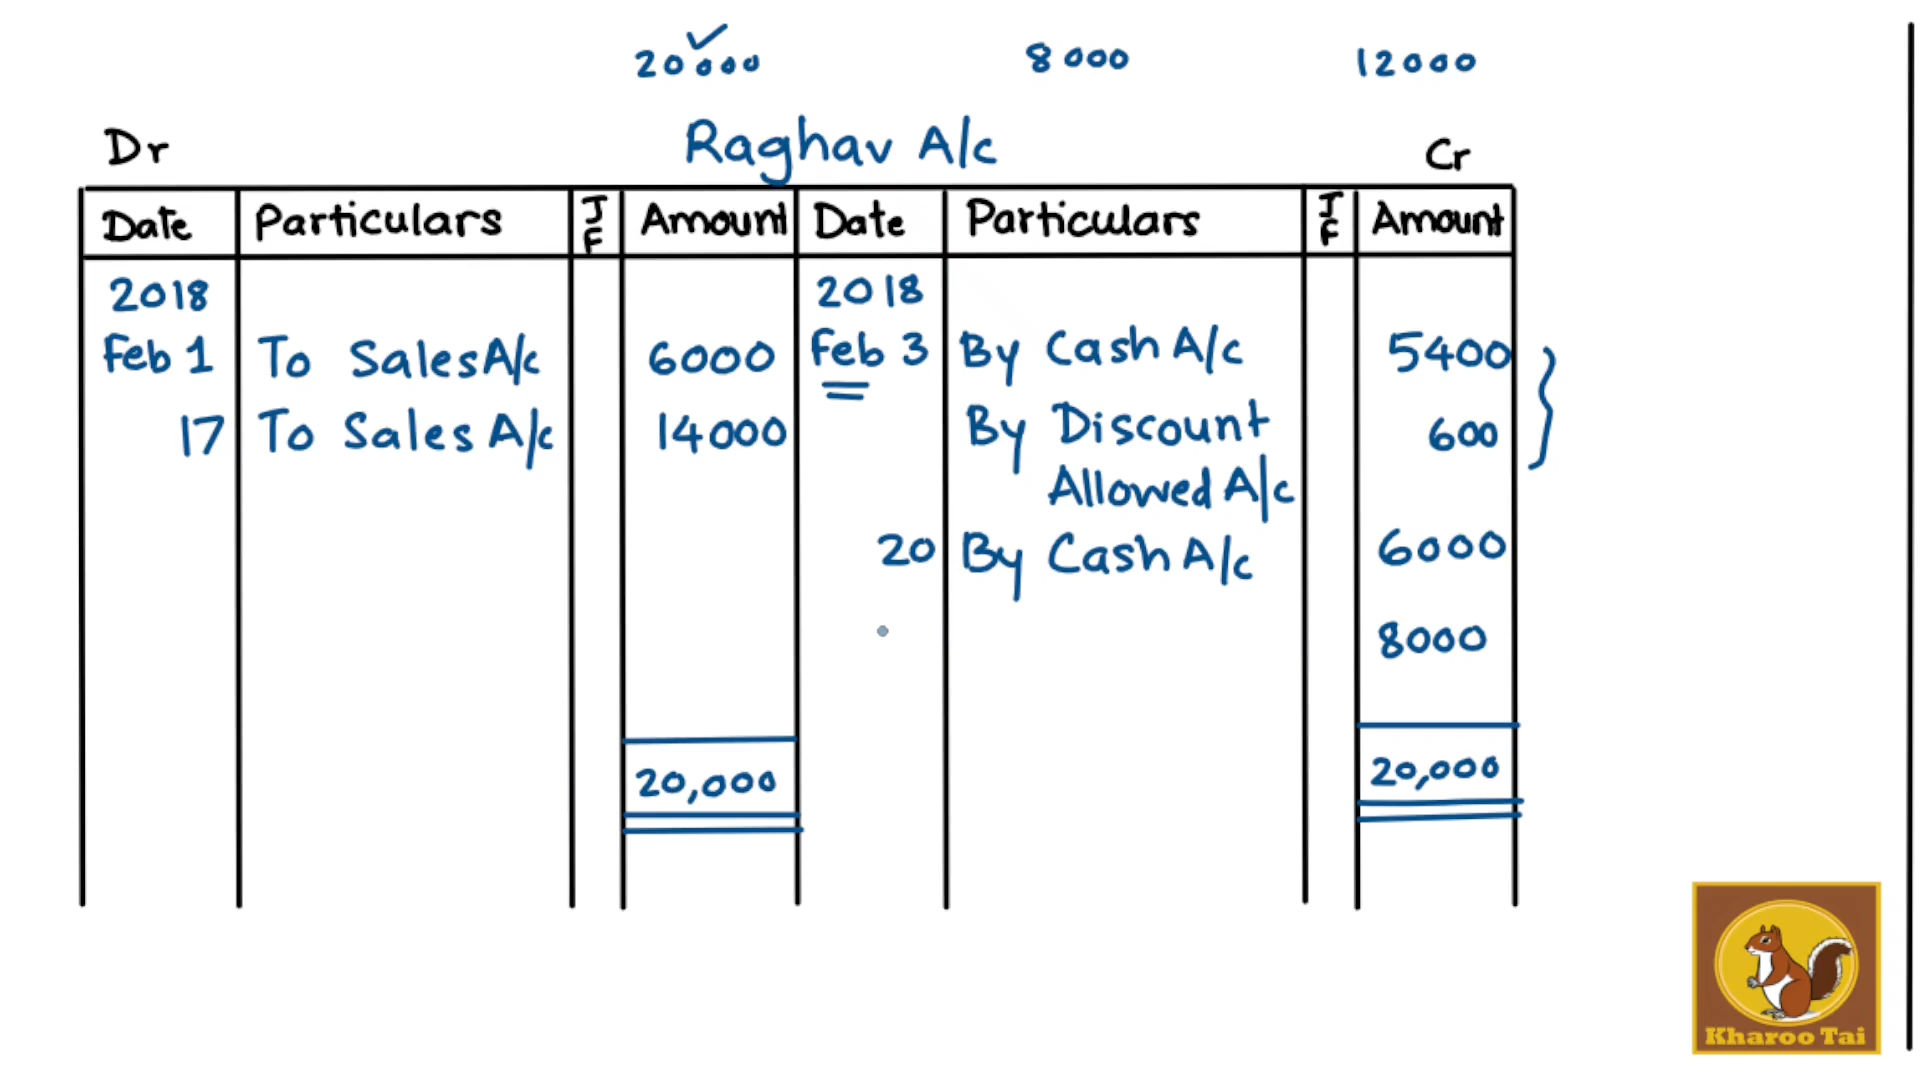 20000 8000 12000
Dr Raghav A/c Cr
Date Particulars JF Amount Date Particulars JF Amount
2018 2018
Feb 1 To Sales A/c 6000 Feb 3 By Cash A/c 5400
17 To Sales A/c 14000 By Discount 600
Allowed A/c
20 By Cash A/c 6000
8000
20,000 20,000
Kharoo Tai